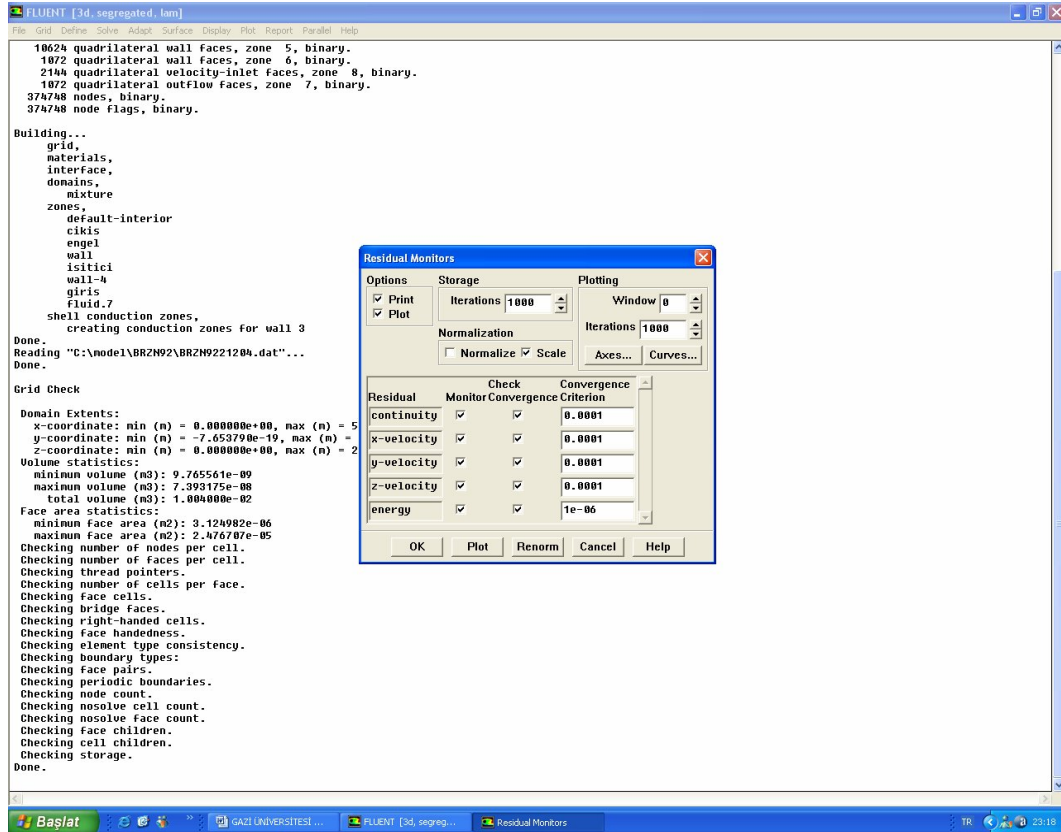 FLUENT [3d, segregated, lam]
File Grid Define Solve Adapt Surface Display Plot Report Parallel Help
10624 quadrilateral wall faces, zone 5, binary.
1072 quadrilateral wall faces, zone 6, binary.
2144 quadrilateral velocity-inlet faces, zone 8, binary.
1072 quadrilateral outflow faces, zone 7, binary.
374748 nodes, binary.
374748 node flags, binary.
Building...
grid,
materials,
interface,
domains,
mixture
zones,
default-interior
cikis
engel
wall
isitici
wall-4
giris
fluid.7
shell conduction zones,
creating conduction zones for wall 3
Done.
Reading "C:\model\BRZN92\BRZN9221204.dat"...
Done.
Grid Check
Domain Extents:
x-coordinate: min (m) = 0.000000e+00, max (m) = 5
y-coordinate: min (m) = -7.653790e-19, max (m) =
z-coordinate: min (m) = 0.000000e+00, max (m) = 2
Volume statistics:
minimum volume (m3): 9.765561e-09
maximum volume (m3): 7.393175e-08
total volume (m3): 1.004000e-02
Face area statistics:
minimum face area (m2): 3.124982e-06
maximum face area (m2): 2.476707e-05
Checking number of nodes per cell.
Checking number of faces per cell.
Checking thread pointers.
Checking number of cells per face.
Checking face cells.
Checking bridge faces.
Checking right-handed cells.
Checking face handedness.
Checking element type consistency.
Checking boundary types:
Checking face pairs.
Checking periodic boundaries.
Checking node count.
Checking nosolve cell count.
Checking nosolve face count.
Checking face children.
Checking cell children.
Checking storage.
Done.
Residual Monitors
Options Storage Plotting
Print Iterations 1000 Window 0
Plot
Normalization Iterations 1000
Normalize Scale Axes... Curves...
Check Convergence
Residual Monitor Convergence Criterion
continuity 0.0001
x-velocity 0.0001
y-velocity 0.0001
z-velocity 0.0001
energy 1e-06
OK Plot Renorm Cancel Help
Başlat GAZİ ÜNİVERSİTESİ ... FLUENT [3d, segreg... Residual Monitors TR 23:18